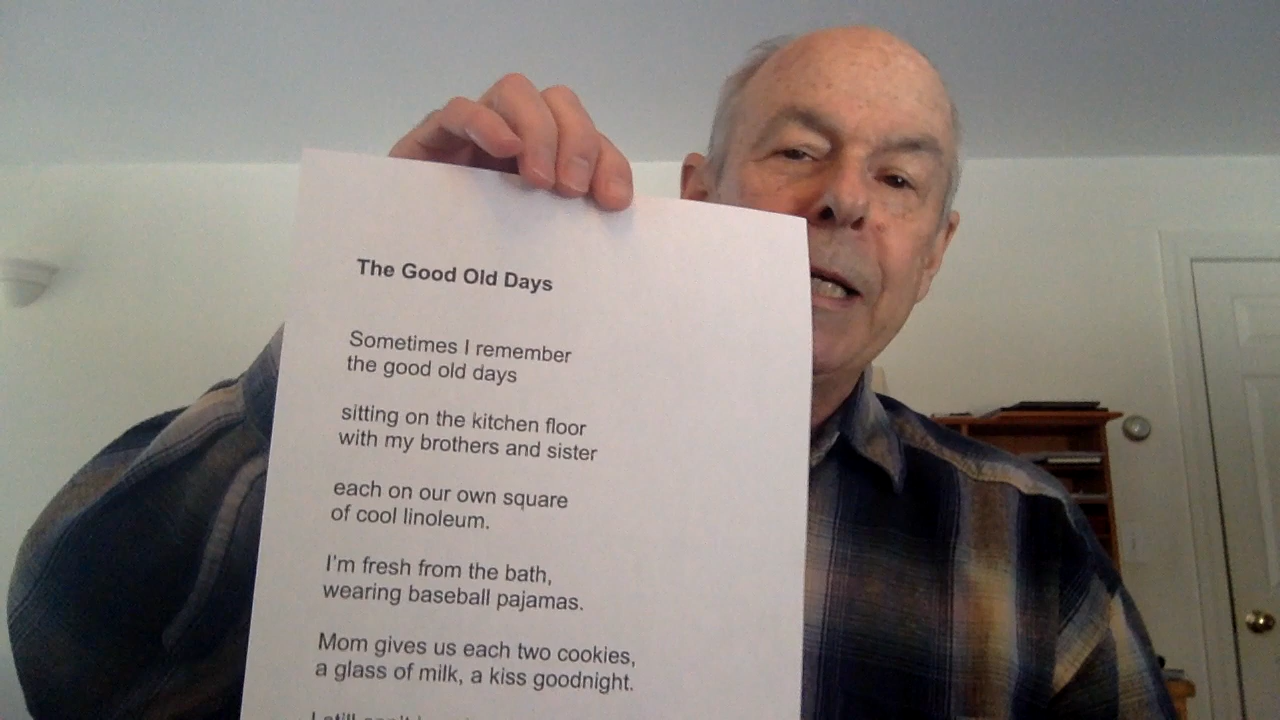 The Good Old Days
Sometimes I remember
the good old days
sitting on the kitchen floor
with my brothers and sister
each on our own square
of cool linoleum.
I'm fresh from the bath,
wearing baseball pajamas.
Mom gives us each two cookies,
a glass of milk, a kiss goodnight.
I still can't